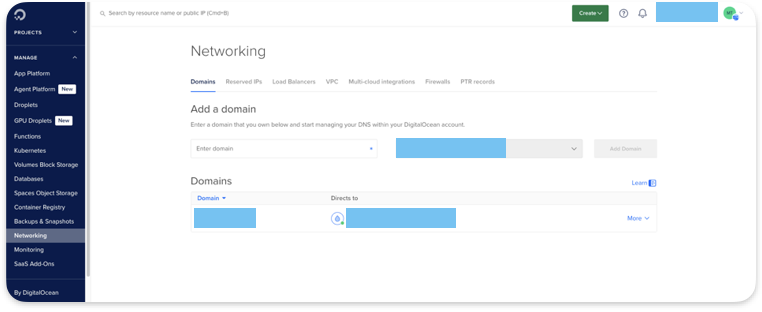 Search by resource name or public IP (Cmd+B)
Create
PROJECTS
MANAGE
App Platform
Agent Platform New
Droplets
GPU Droplets New
Functions
Kubernetes
Volumes Block Storage
Databases
Spaces Object Storage
Container Registry
Backups & Snapshots
Networking
Monitoring
SaaS Add-Ons
By DigitalOcean
Networking
Domains Reserved IPs Load Balancers VPC Multi-cloud integrations Firewalls PTR records
Add a domain
Enter a domain that you own below and start managing your DNS within your DigitalOcean account.
Enter domain
Add Domain
Domains
Learn
Domain Directs to
More